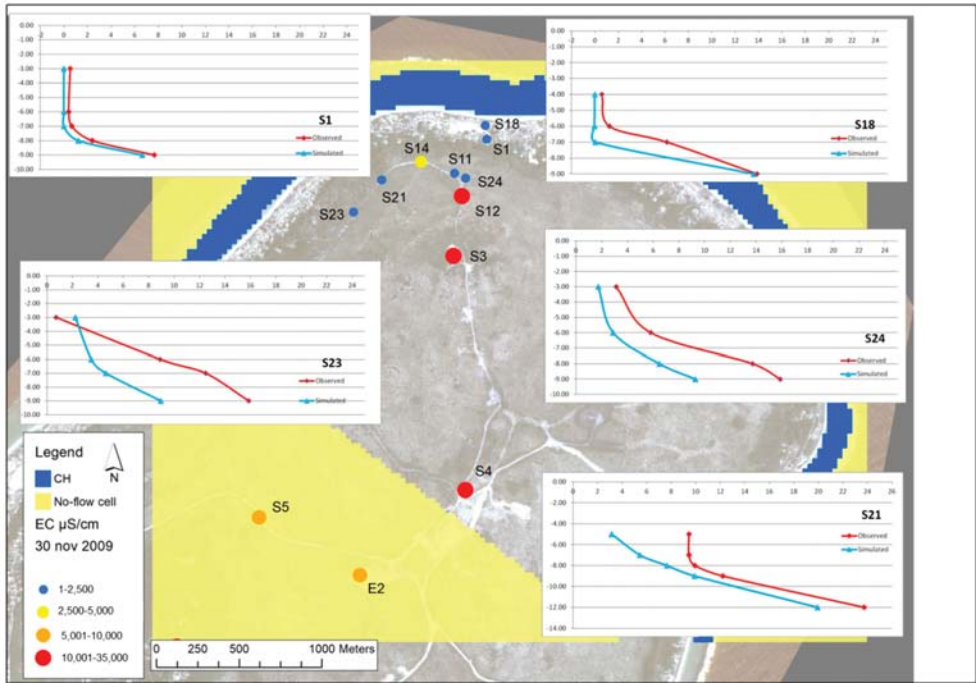 -2 0 2 4 6 8 10 12 14 16 18 20 22 24
0.00
-1.00
-2.00
-3.00
-4.00
-5.00
-6.00
-7.00
-8.00
-9.00
-10.00
S1
Observed
Simulated
-2 0 2 4 6 8 10 12 14 16 18 20 22 24
0.00
-1.00
-2.00
-3.00
-4.00
-5.00
-6.00
-7.00
-8.00
-9.00
S18
Observed
Simulated
S18
S1
S14
S11
S24
S21
S12
S23
S3
0 2 4 6 8 10 12 14 16 18 20 22 24
0.00
-1.00
-2.00
-3.00
-4.00
-5.00
-6.00
-7.00
-8.00
-9.00
-10.00
S23
Observed
Simulated
0 2 4 6 8 10 12 14 16 18 20 22 24
0.00
-1.00
-2.00
-3.00
-4.00
-5.00
-6.00
-7.00
-8.00
-9.00
-10.00
S24
Observed
Simulated
S4
S5
E2
0 2 4 6 8 10 12 14 16 18 20 22 24 26
0.00
-2.00
-4.00
-6.00
-8.00
-10.00
-12.00
-14.00
S21
Observed
Simulated
Legend
N
CH
No-flow cell
EC µS/cm
30 nov 2009
1-2,500
2,500-5,000
5,001-10,000
10,001-35,000
0 250 500 1000 Meters